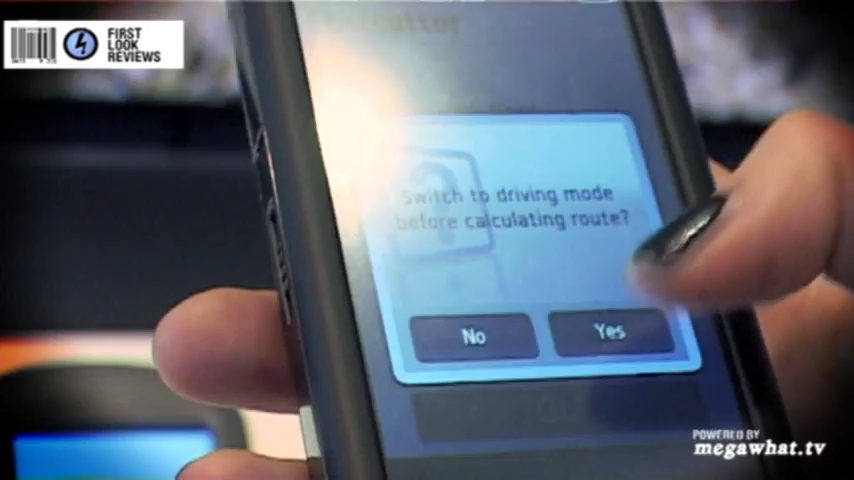 FIRST
LOOK
REVIEWS
Switch to driving mode
before calculating route?
No
Yes
POWERED BY
megawhat.tv